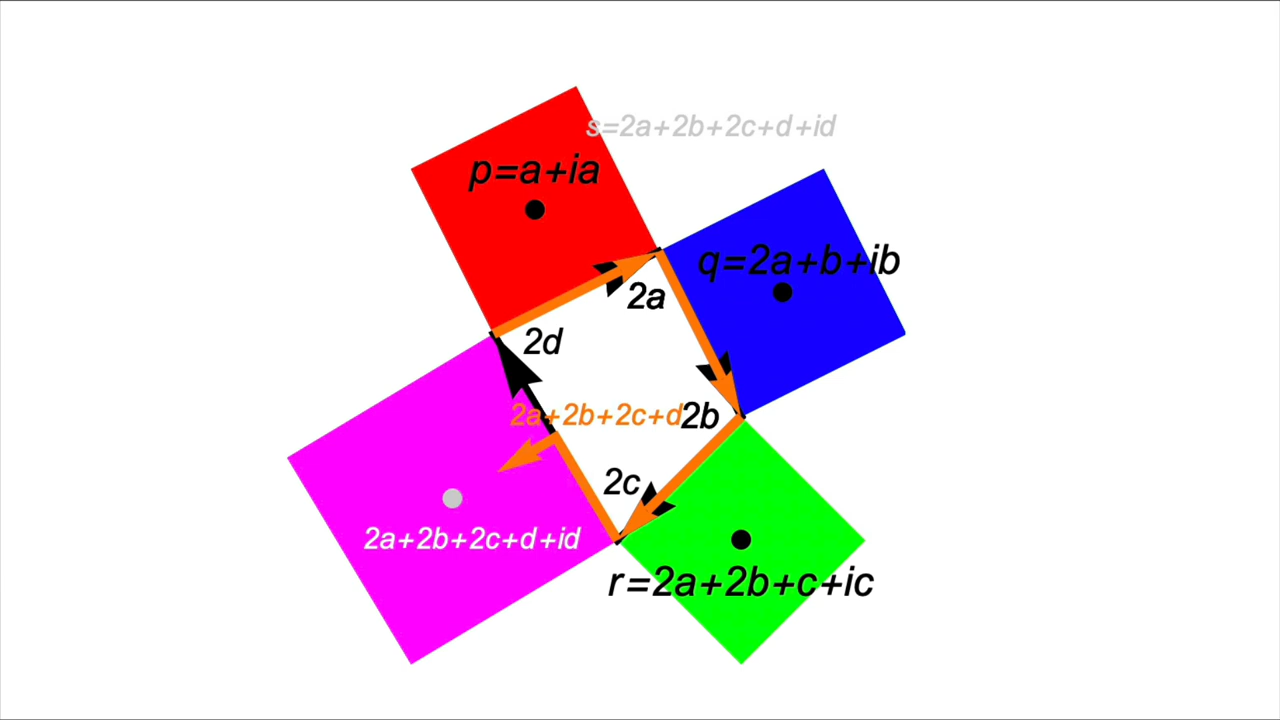 s=2a+2b+2c+d+id
p=a+ia
q=2a+b+ib
2a
2d
2a+2b+2c+d
2b
2c
2a+2b+2c+d+id
r=2a+2b+c+ic